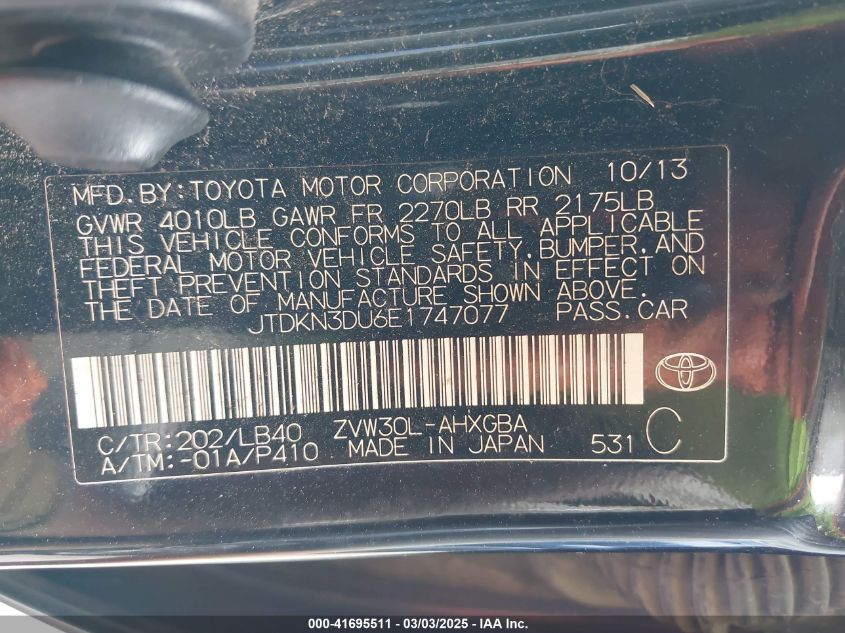 MFD. BY: TOYOTA MOTOR CORPORATION 10/13
GVWR 4010LB GAWR FR 2270LB RR 2175LB
THIS VEHICLE CONFORMS TO ALL APPLICABLE
FEDERAL MOTOR VEHICLE SAFETY, BUMPER, AND
THEFT PREVENTION STANDARDS IN EFFECT ON
THE DATE OF MANUFACTURE SHOWN ABOVE.
JTDKN3DU6E1747077 PASS. CAR
C/TR: 202/LB40 ZVW30L-AHXGBA
A/TM: -01A/P410 MADE IN JAPAN 531 C
000-41695511 - 03/03/2025 - IAA Inc.